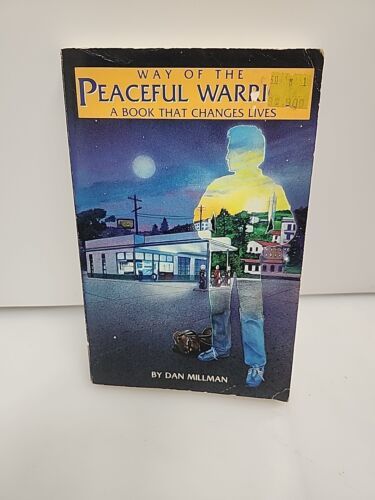 WAY OF THE
PEACEFUL WARRI
A BOOK THAT CHANGES LIVES
BY DAN MILLMAN